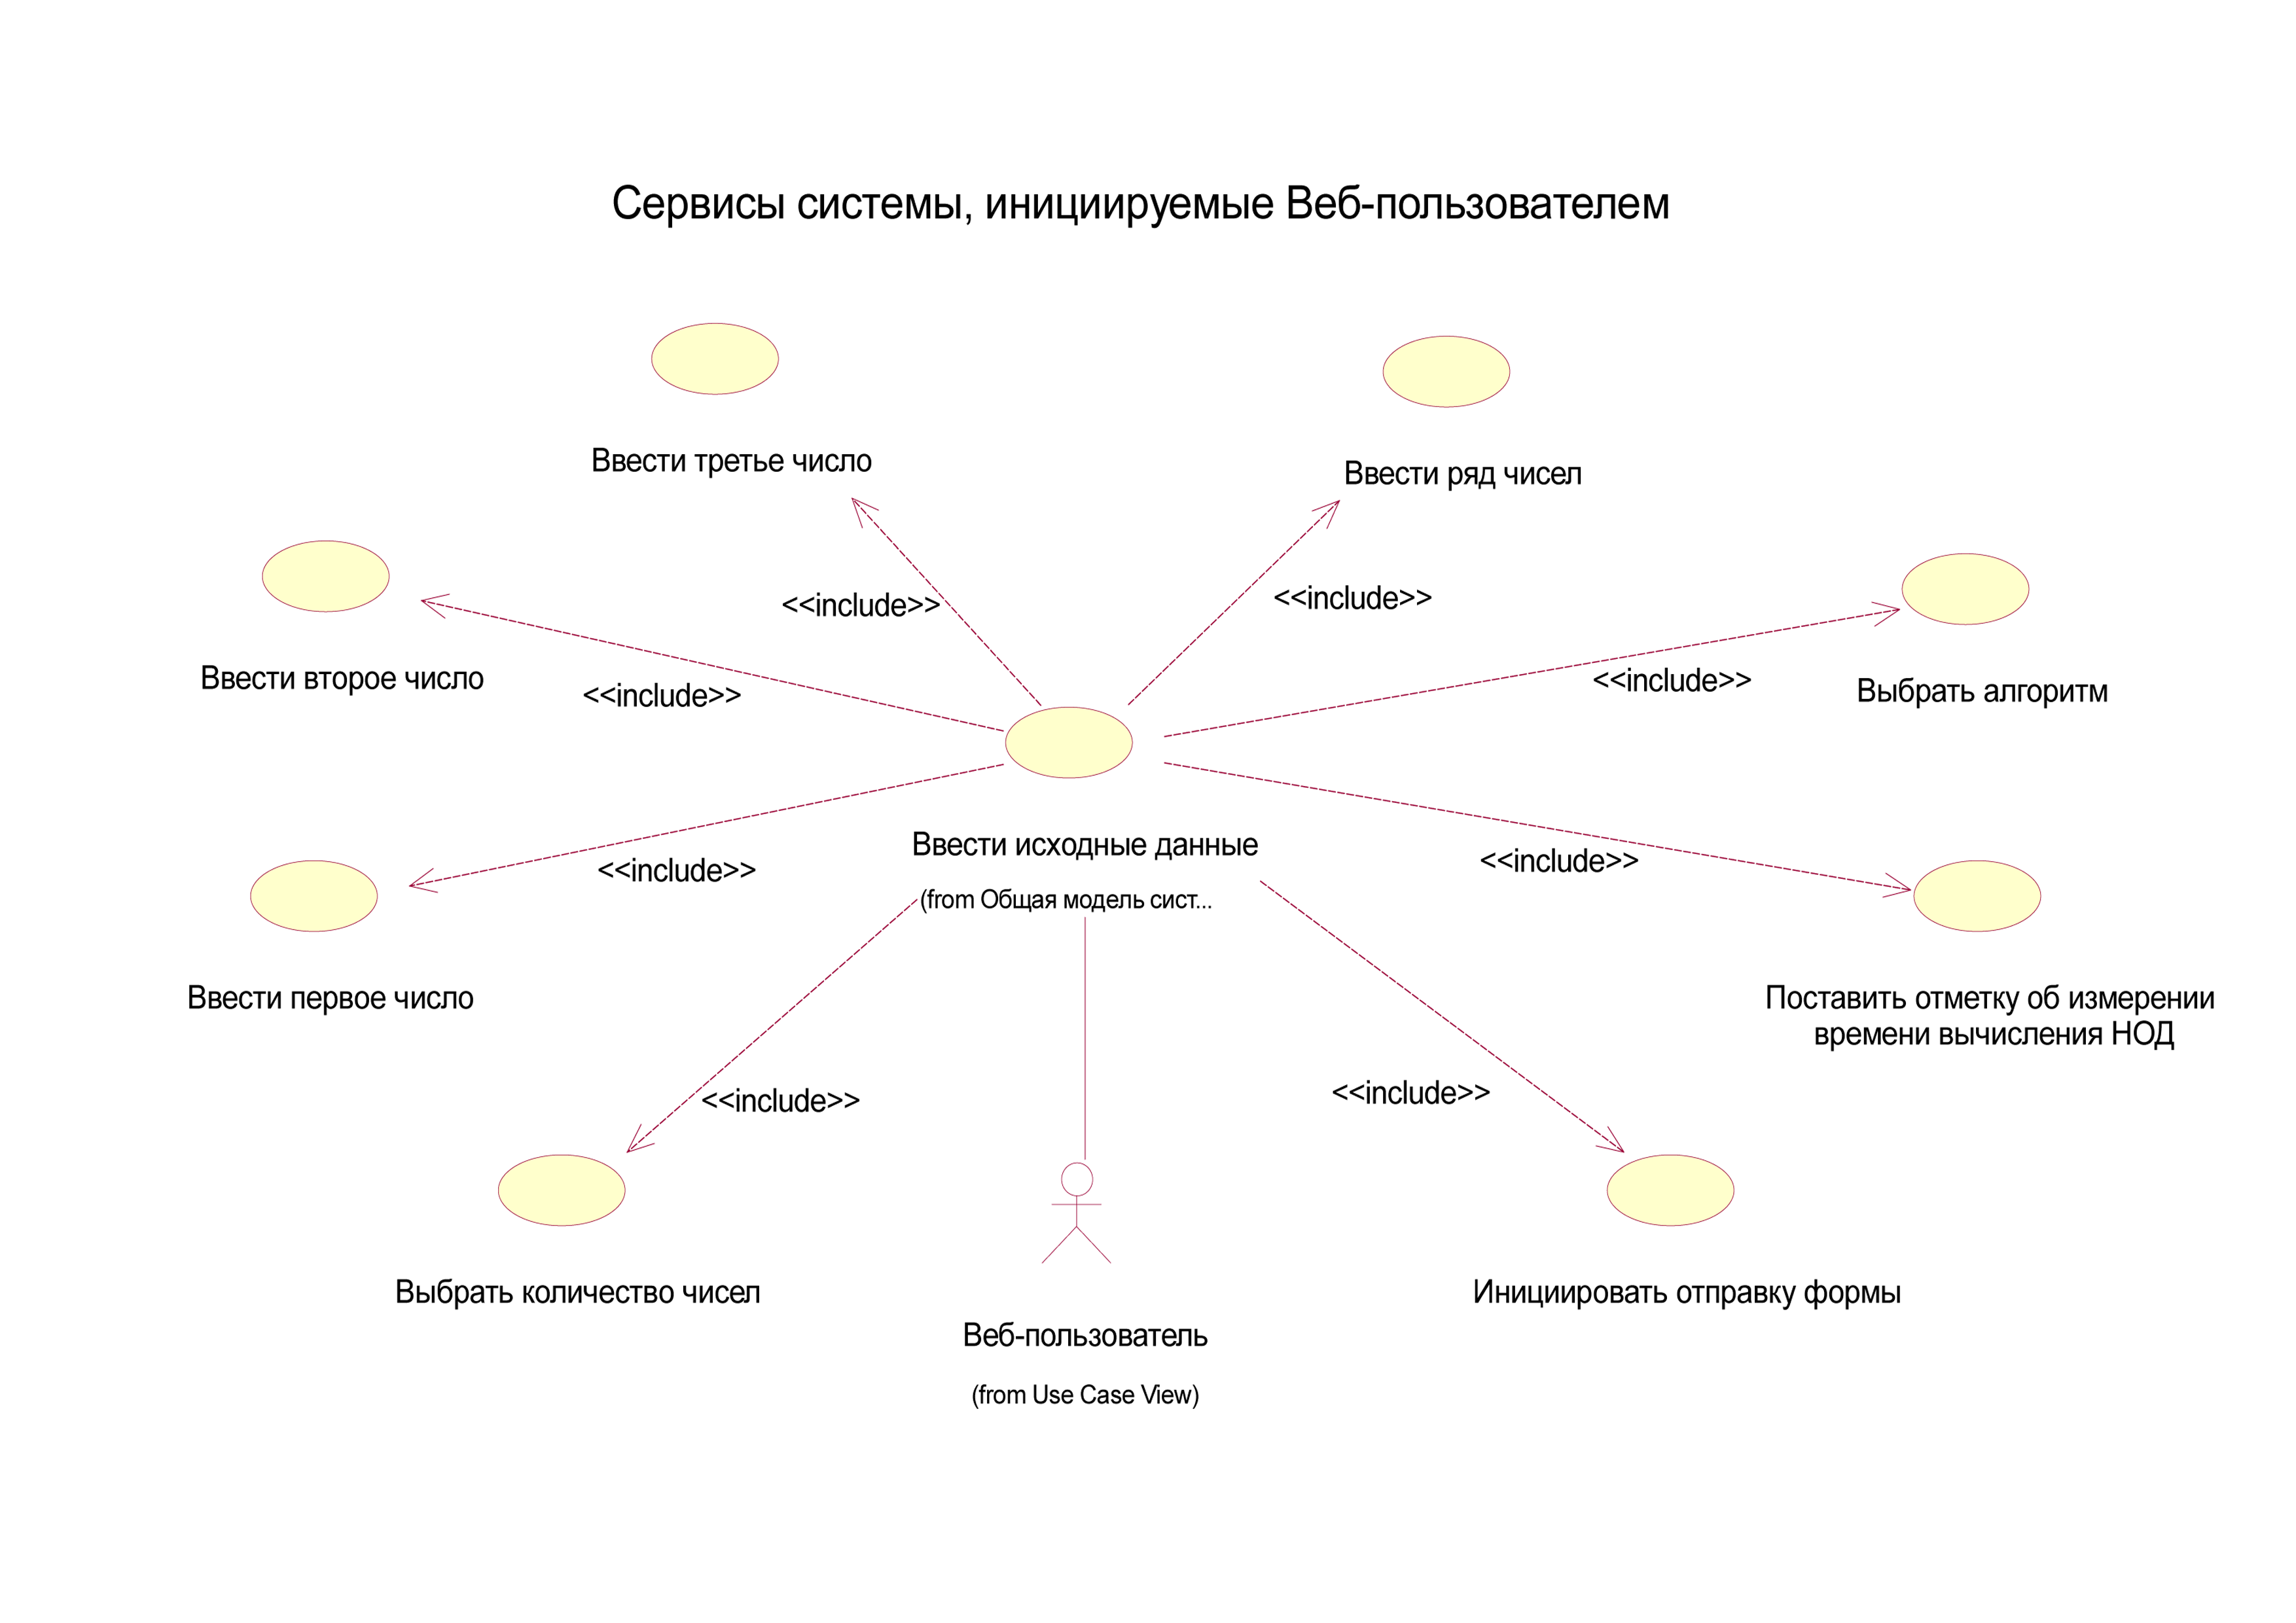 Сервисы системы, инициируемые Веб-пользователем
Ввести третье число
Ввести ряд чисел
<<include>>
<<include>>
Ввести второе число
<<include>>
<<include>>
Выбрать алгоритм
Ввести исходные данные
(from Общая модель сист...
<<include>>
<<include>>
Ввести первое число
Поставить отметку об измерении
времени вычисления НОД
<<include>>
<<include>>
Выбрать количество чисел
Инициировать отправку формы
Веб-пользователь
(from Use Case View)